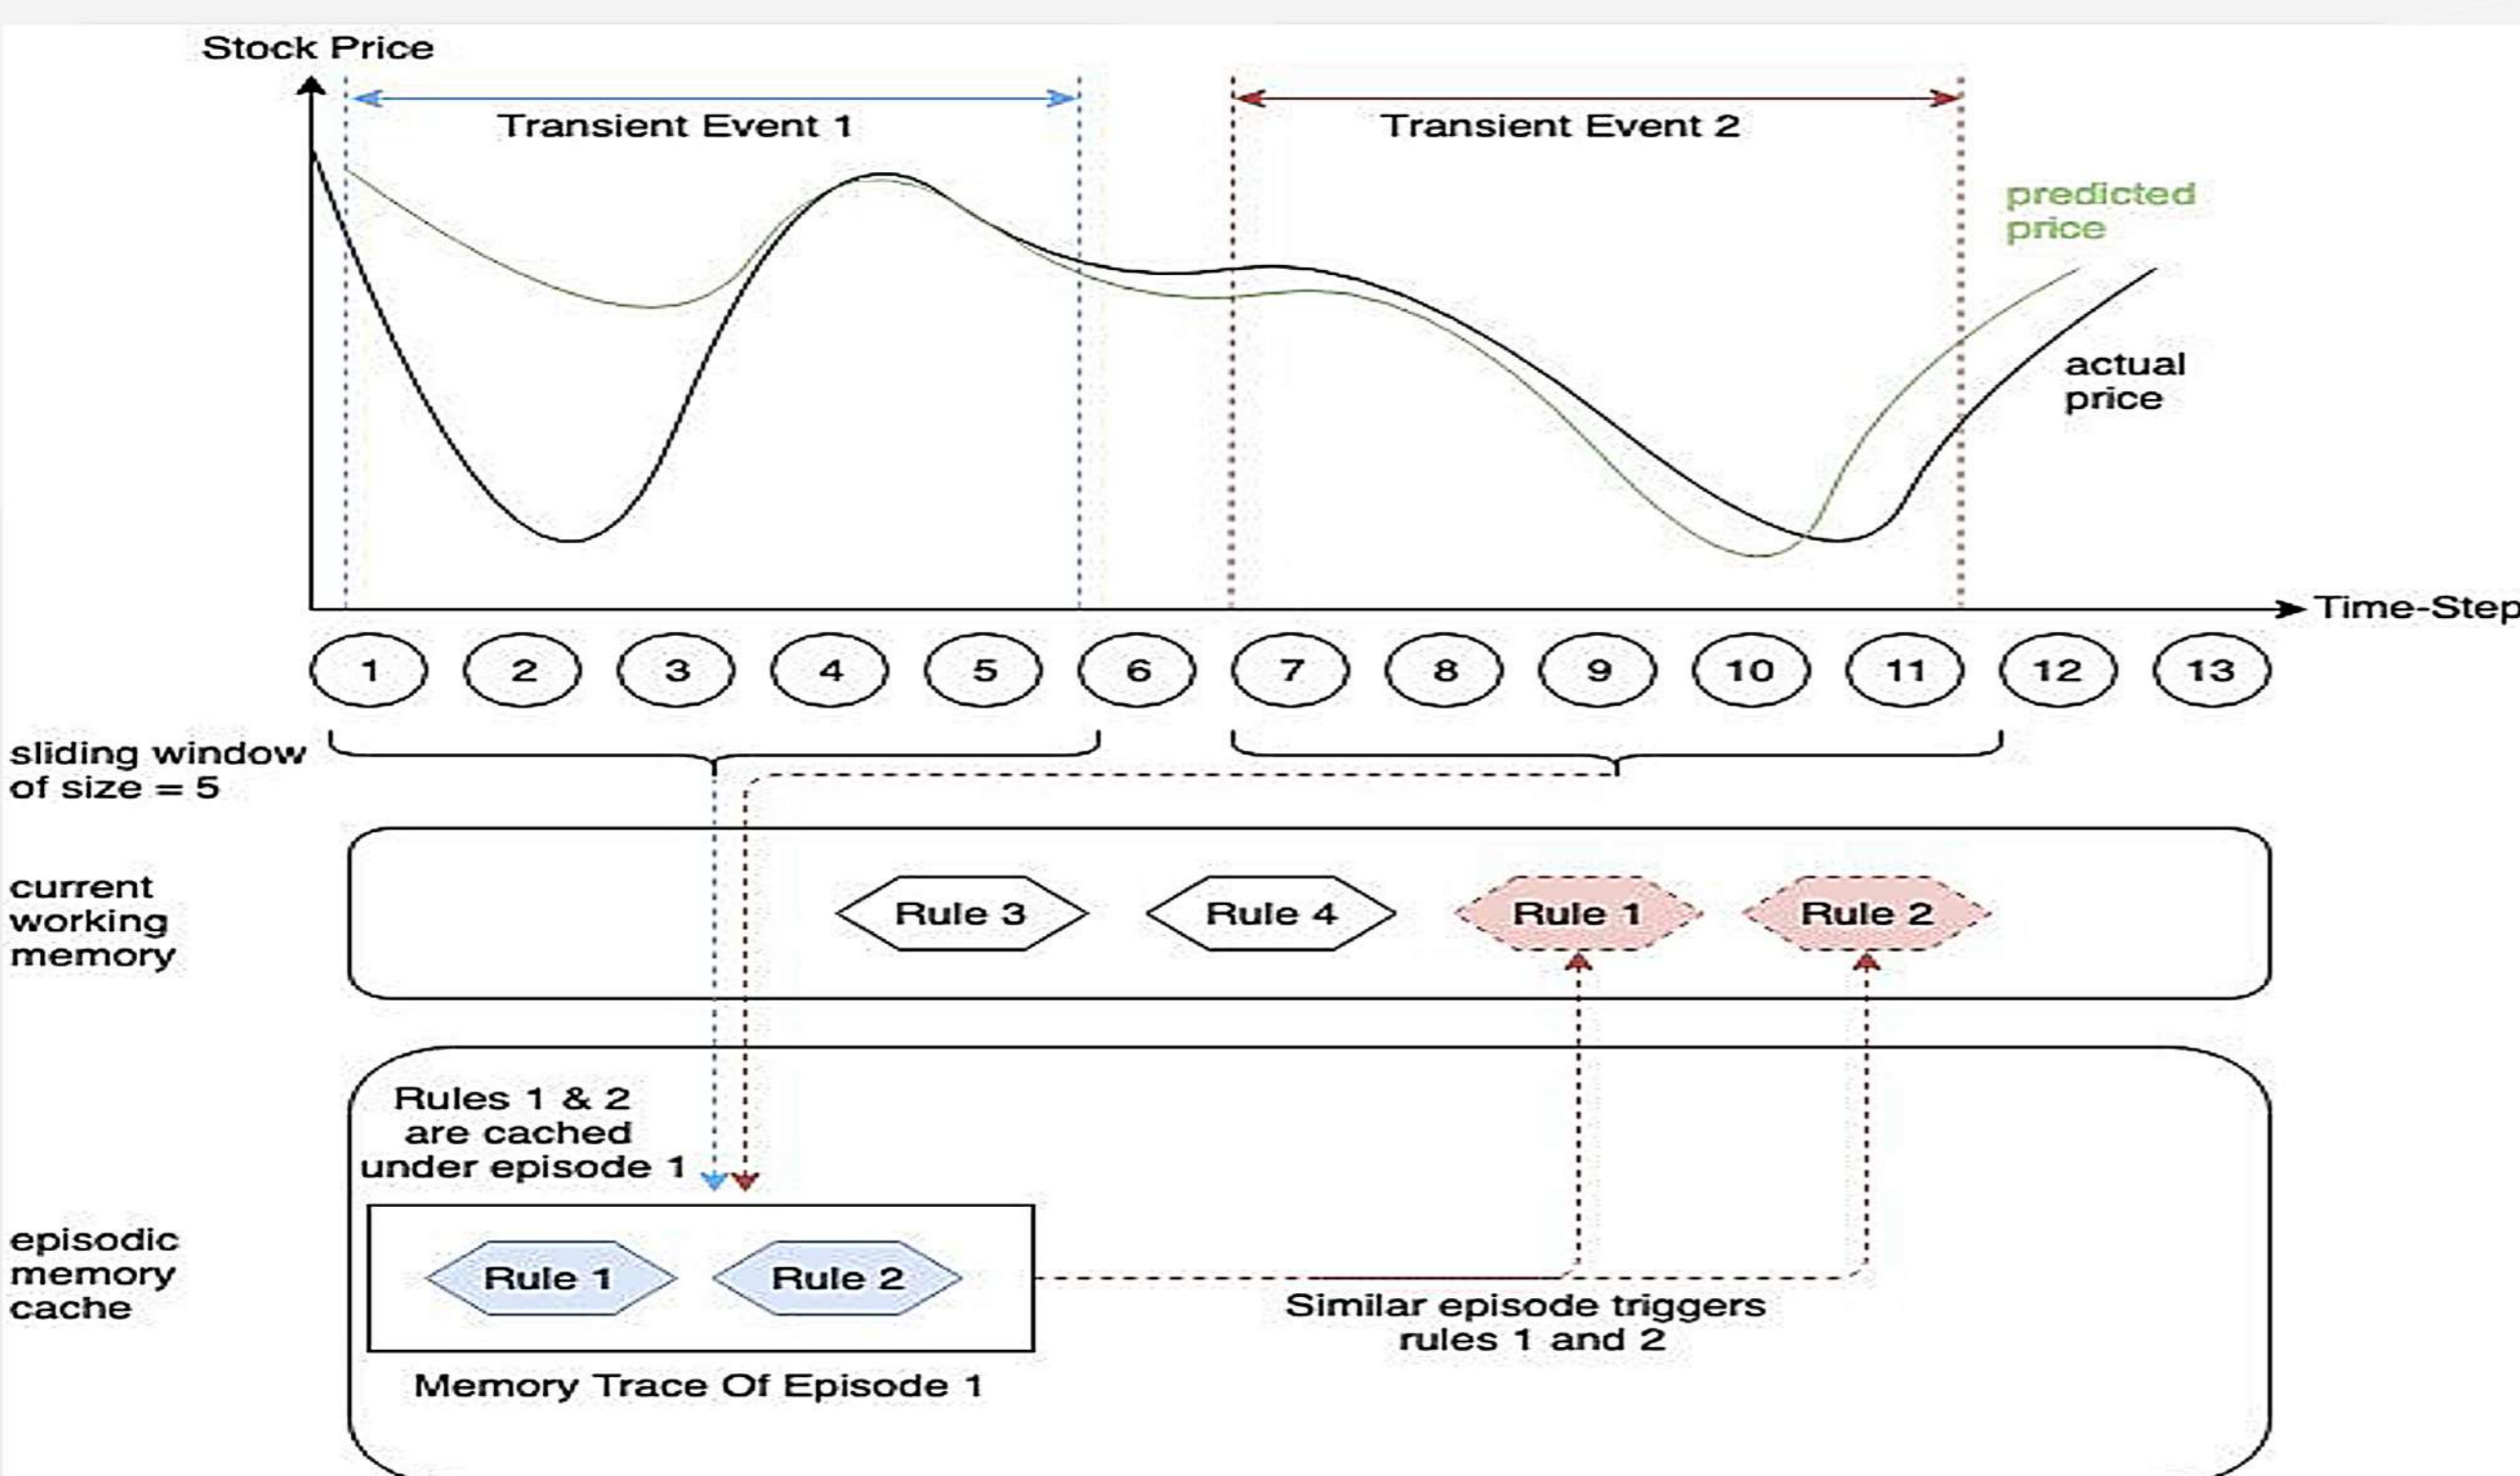 Stock Price
Transient Event 1
Transient Event 2
predicted
price
actual
price
Time-Step
1 2 3 4 5 6 7 8 9 10 11 12 13
sliding window
of size = 5
current
working
memory
Rule 3
Rule 4
Rule 1
Rule 2
Rules 1 & 2
are cached
under episode 1
episodic
memory
cache
Rule 1
Rule 2
Similar episode triggers
rules 1 and 2
Memory Trace Of Episode 1